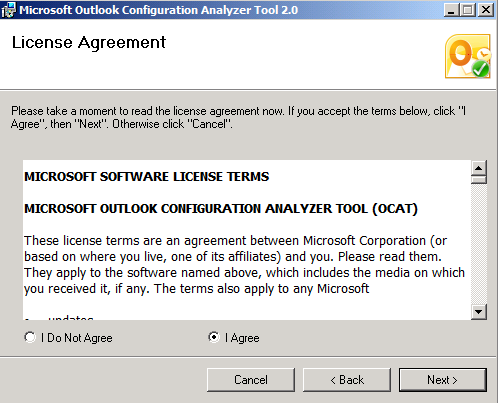 Microsoft Outlook Configuration Analyzer Tool 2.0
License Agreement
Please take a moment to read the license agreement now. If you accept the terms below, click "I
Agree", then "Next". Otherwise click "Cancel".
MICROSOFT SOFTWARE LICENSE TERMS
MICROSOFT OUTLOOK CONFIGURATION ANALYZER TOOL (OCAT)
These license terms are an agreement between Microsoft Corporation (or
based on where you live, one of its affiliates) and you. Please read them.
They apply to the software named above, which includes the media on which
you received it, if any. The terms also apply to any Microsoft
• updates
I Do Not Agree
I Agree
Cancel
< Back
Next >